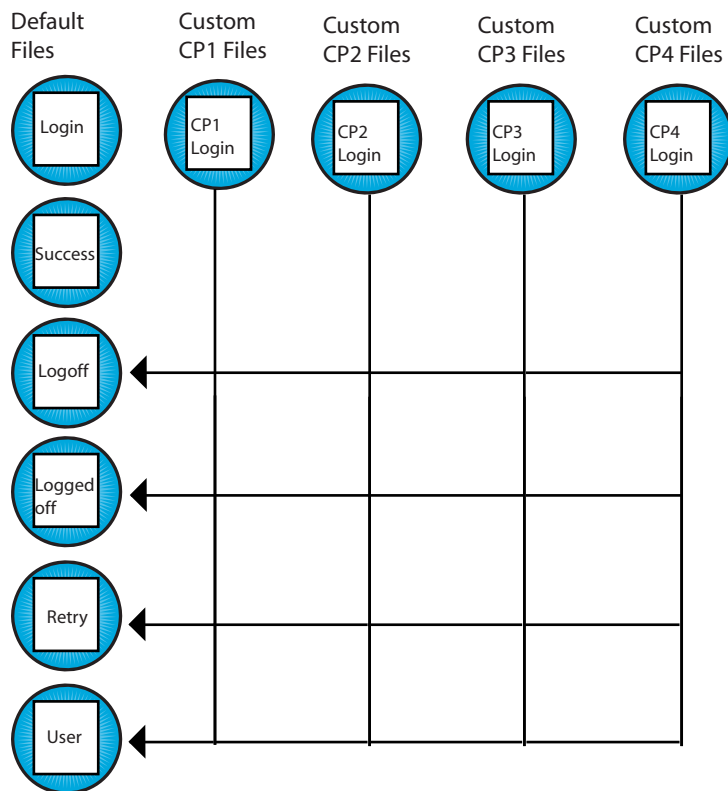 Default
Files
Custom
CP1 Files
Custom
CP2 Files
Custom
CP3 Files
Custom
CP4 Files
Login
CP1
Login
CP2
Login
CP3
Login
CP4
Login
Success
Logoff
Logged
off
Retry
User